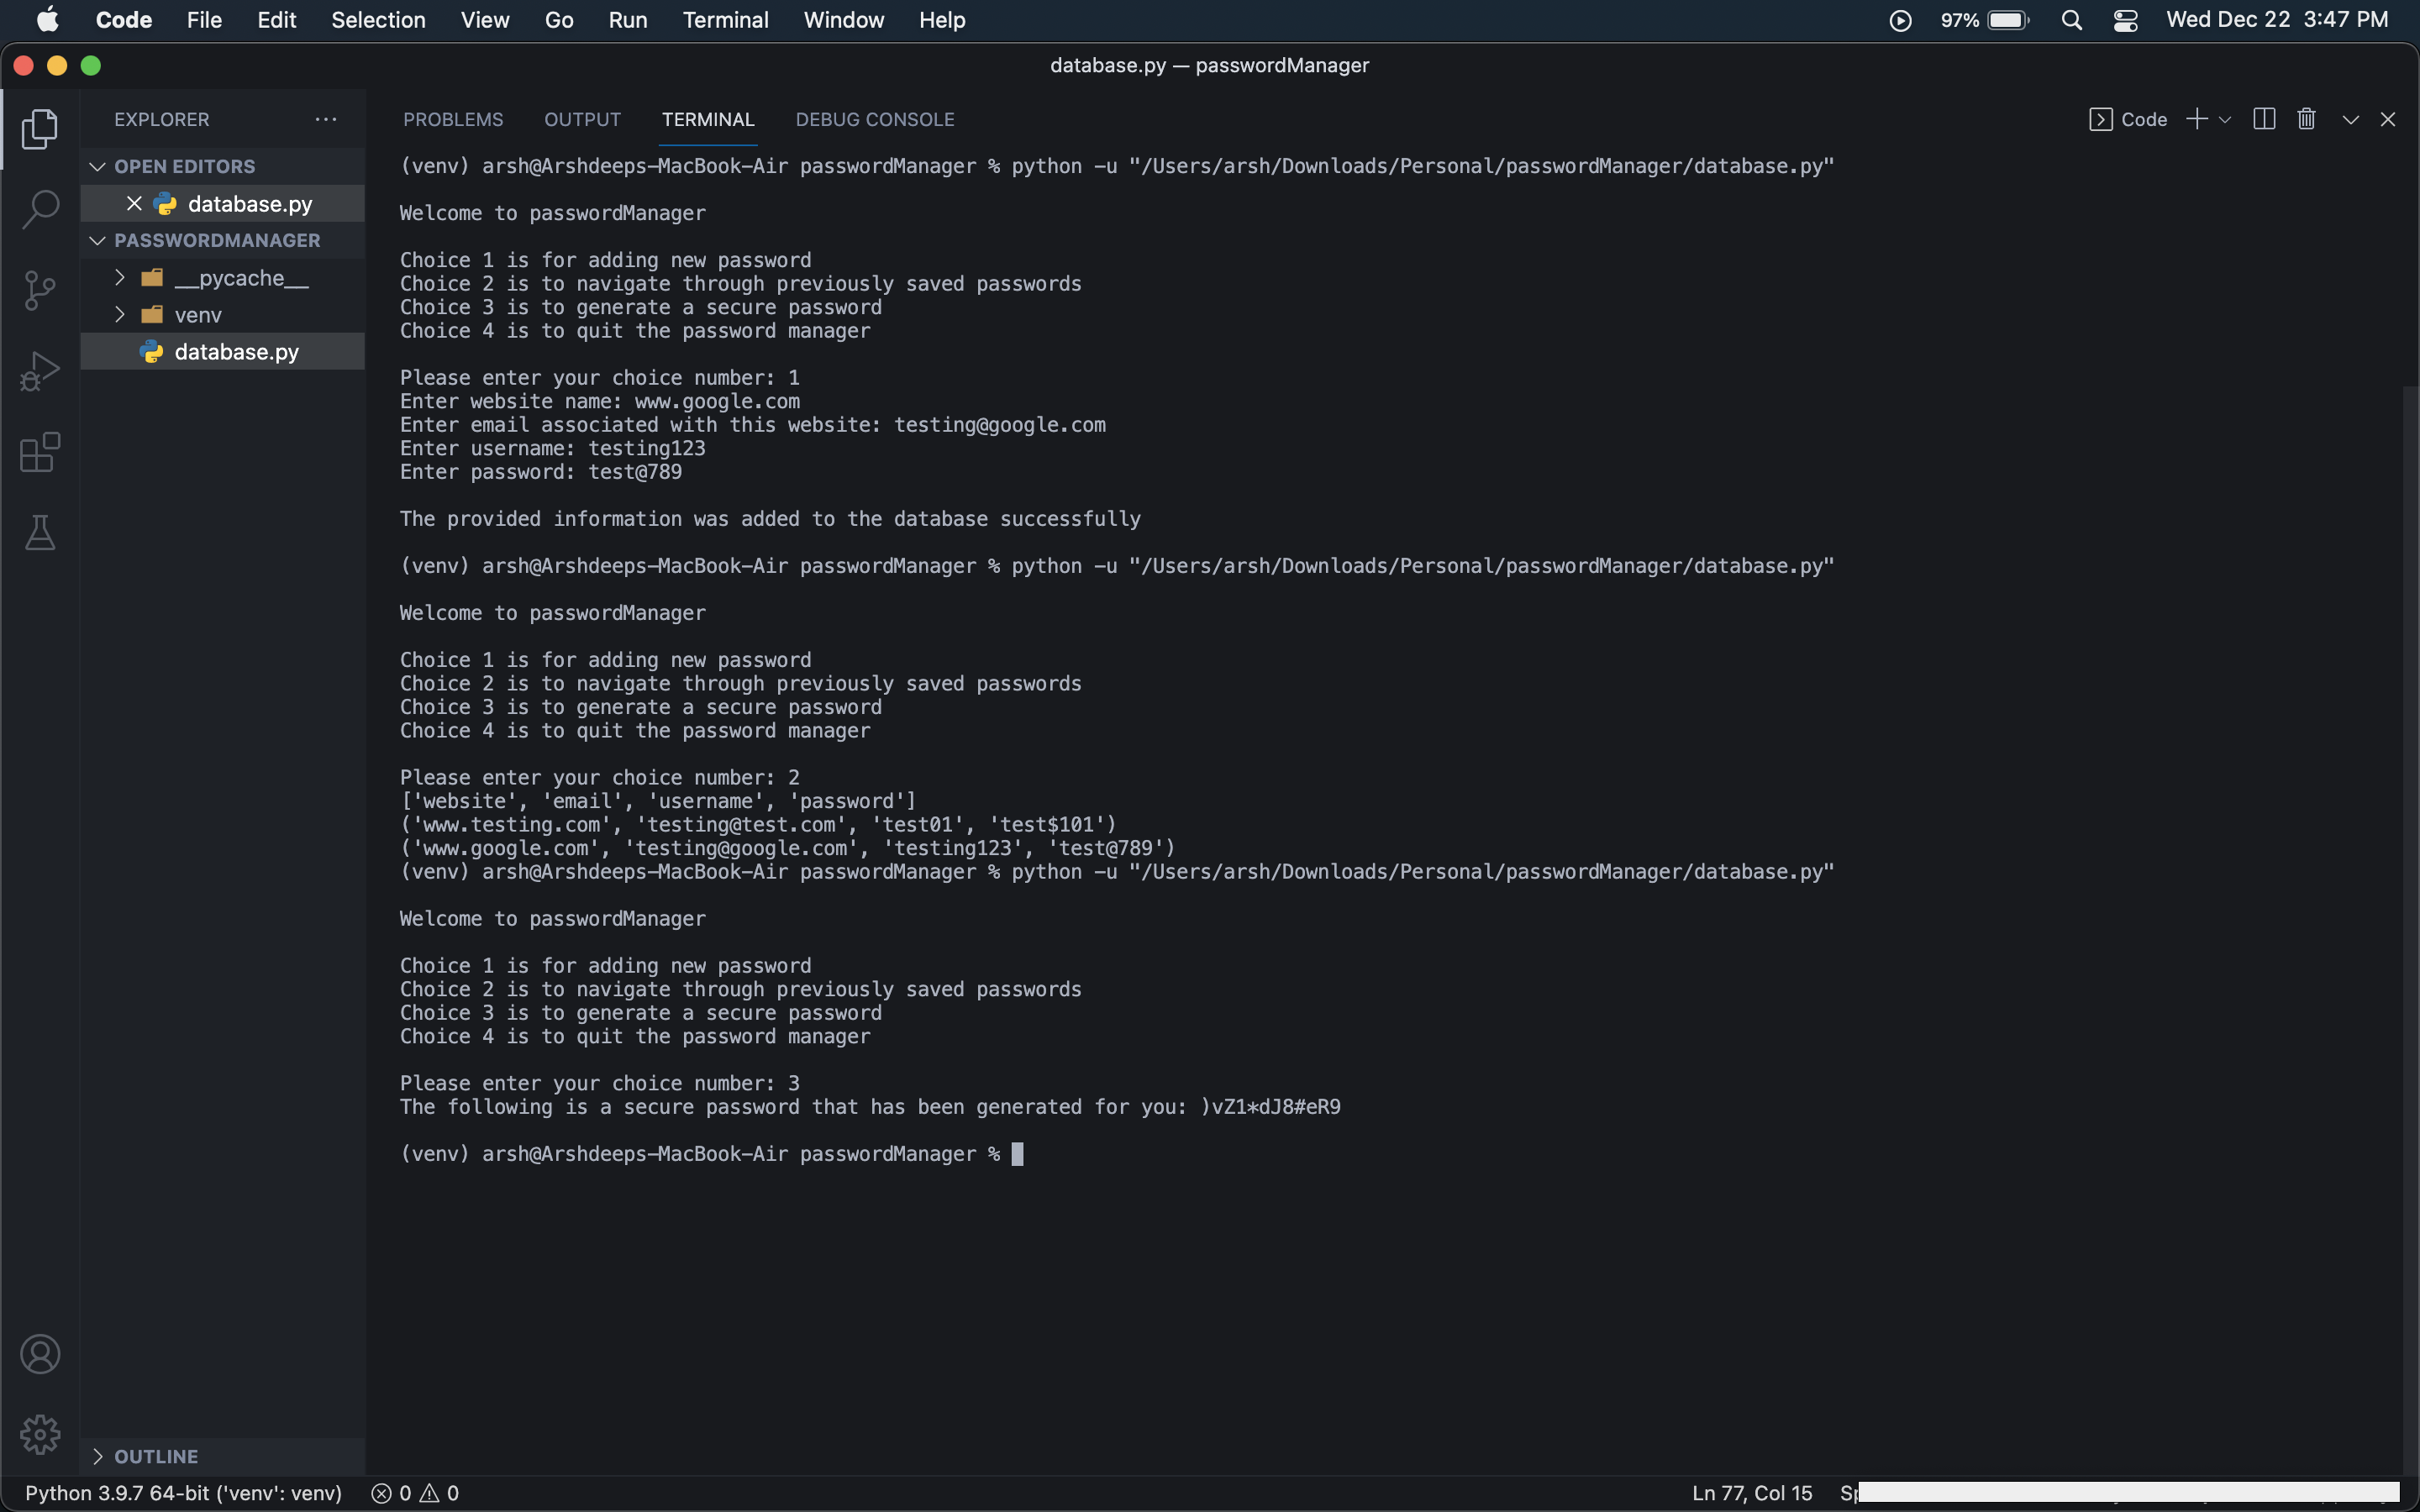 Code File Edit Selection View Go Run Terminal Window Help 97% Wed Dec 22 3:47 PM
database.py — passwordManager
EXPLORER ···
OPEN EDITORS
database.py
PASSWORDMANAGER
__pycache__
venv
database.py
OUTLINE
PROBLEMS OUTPUT TERMINAL DEBUG CONSOLE Code
(venv) arsh@Arshdeeps-MacBook-Air passwordManager % python -u "/Users/arsh/Downloads/Personal/passwordManager/database.py"
Welcome to passwordManager
Choice 1 is for adding new password
Choice 2 is to navigate through previously saved passwords
Choice 3 is to generate a secure password
Choice 4 is to quit the password manager
Please enter your choice number: 1
Enter website name: www.google.com
Enter email associated with this website: testing@google.com
Enter username: testing123
Enter password: test@789
The provided information was added to the database successfully
(venv) arsh@Arshdeeps-MacBook-Air passwordManager % python -u "/Users/arsh/Downloads/Personal/passwordManager/database.py"
Welcome to passwordManager
Choice 1 is for adding new password
Choice 2 is to navigate through previously saved passwords
Choice 3 is to generate a secure password
Choice 4 is to quit the password manager
Please enter your choice number: 2
['website', 'email', 'username', 'password']
('www.testing.com', 'testing@test.com', 'test01', 'test$101')
('www.google.com', 'testing@google.com', 'testing123', 'test@789')
(venv) arsh@Arshdeeps-MacBook-Air passwordManager % python -u "/Users/arsh/Downloads/Personal/passwordManager/database.py"
Welcome to passwordManager
Choice 1 is for adding new password
Choice 2 is to navigate through previously saved passwords
Choice 3 is to generate a secure password
Choice 4 is to quit the password manager
Please enter your choice number: 3
The following is a secure password that has been generated for you: )vZ1*dJ8#eR9
(venv) arsh@Arshdeeps-MacBook-Air passwordManager %
Python 3.9.7 64-bit ('venv': venv) 0 0 Ln 77, Col 15